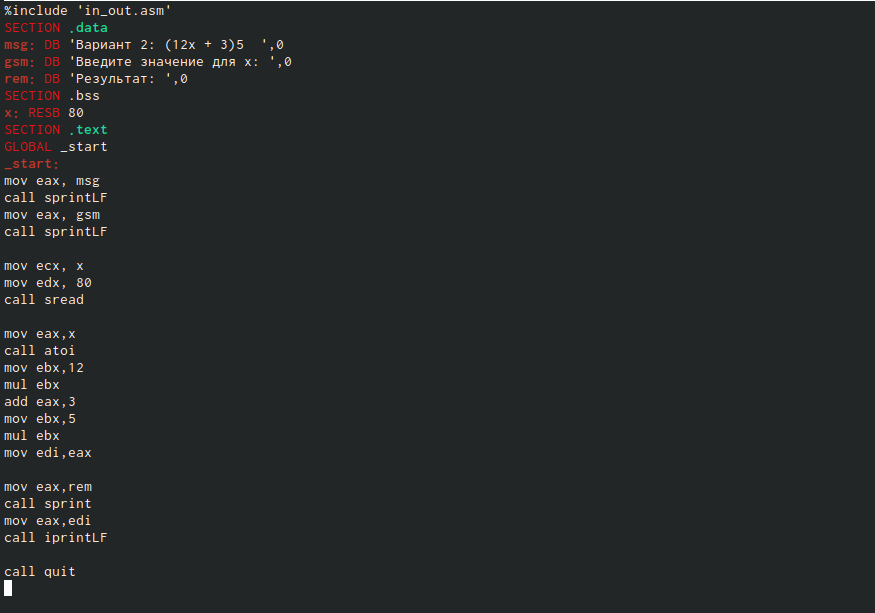 %include 'in_out.asm'
SECTION .data
msg: DB 'Вариант 2: (12x + 3)5  ',0
gsm: DB 'Введите значение для x: ',0
rem: DB 'Результат: ',0
SECTION .bss
x: RESB 80
SECTION .text
GLOBAL _start
_start:
mov eax, msg
call sprintLF
mov eax, gsm
call sprintLF
mov ecx, x
mov edx, 80
call sread
mov eax,x
call atoi
mov ebx,12
mul ebx
add eax,3
mov ebx,5
mul ebx
mov edi,eax
mov eax,rem
call sprint
mov eax,edi
call iprintLF
call quit